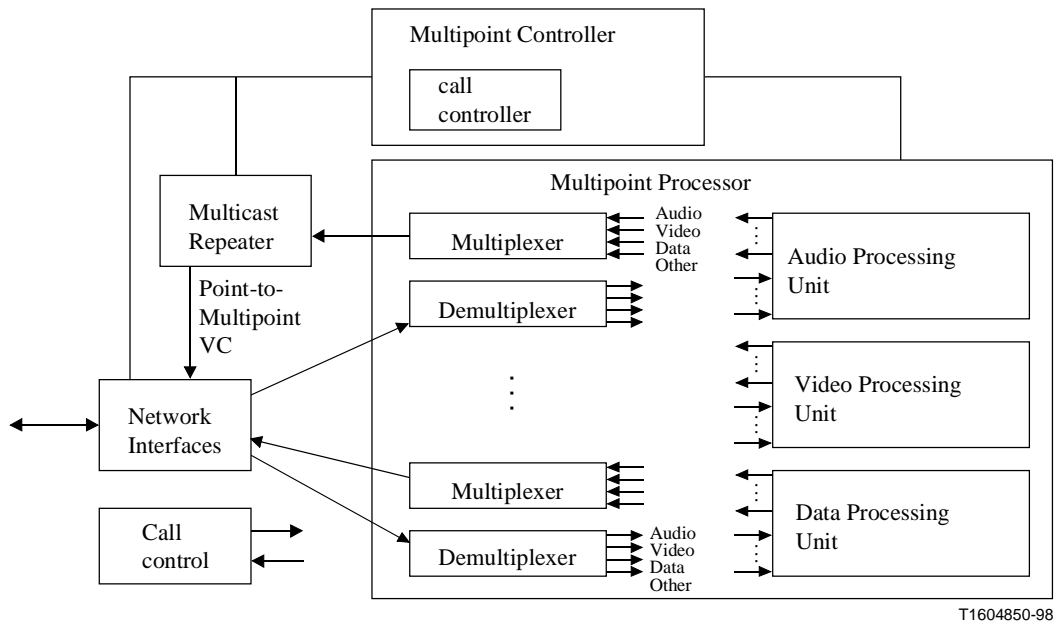 Multipoint Controller
call
controller
Multipoint Processor
Multicast
Repeater
Multiplexer
Audio
Video
Data
Other
Audio Processing
Unit
Point-to-
Multipoint
VC
Demultiplexer
Video Processing
Unit
Network
Interfaces
Multiplexer
Data Processing
Unit
Call
control
Demultiplexer
Audio
Video
Data
Other
T1604850-98